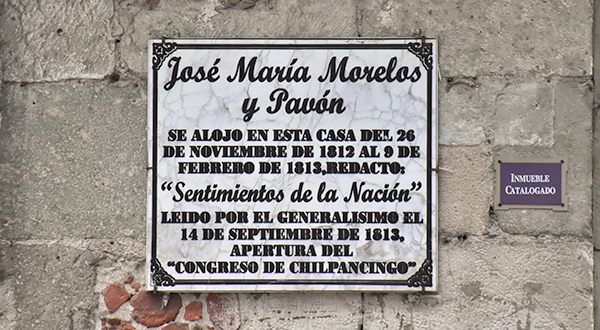 José María Morelos
y Pavón
SE ALOJO EN ESTA CASA DEL 26
DE NOVIEMBRE DE 1812 AL 9 DE
FEBRERO DE 1813,REDACTO:
“Sentimientos de la Nación”
LEIDO POR EL GENERALISIMO EL
14 DE SEPTIEMBRE DE 1813,
APERTURA DEL
“CONGRESO DE CHILPANCINGO”
INMUEBLE
CATALOGADO